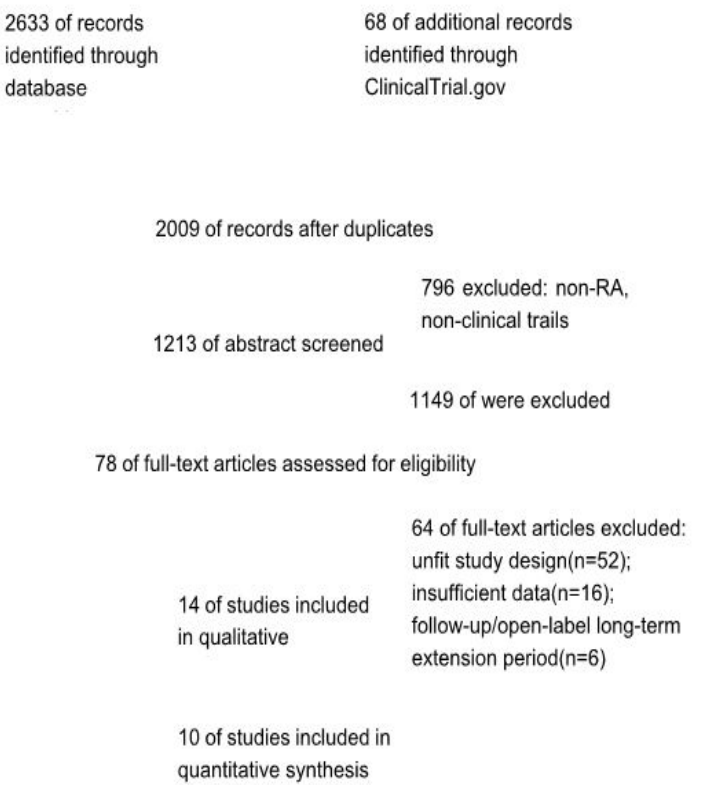 2633 of records
identified through
database
68 of additional records
identified through
ClinicalTrial.gov
2009 of records after duplicates
796 excluded: non-RA,
non-clinical trails
1213 of abstract screened
1149 of were excluded
78 of full-text articles assessed for eligibility
64 of full-text articles excluded:
unfit study design(n=52);
insufficient data(n=16);
follow-up/open-label long-term
extension period(n=6)
14 of studies included
in qualitative
10 of studies included in
quantitative synthesis